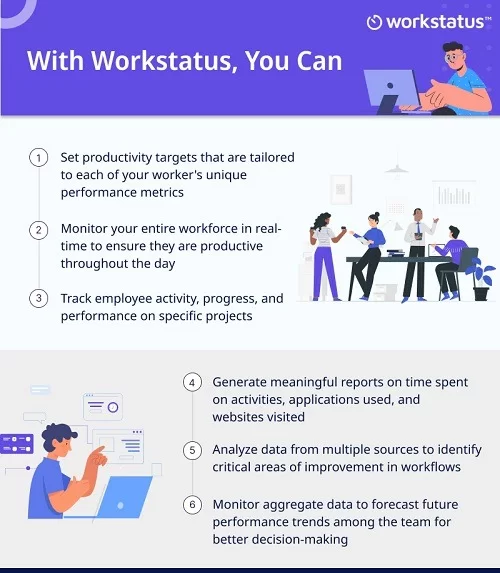 workstatus™
With Workstatus, You Can
1
Set productivity targets that are tailored
to each of your worker's unique
performance metrics
2
Monitor your entire workforce in real-
time to ensure they are productive
throughout the day
3
Track employee activity, progress, and
performance on specific projects
4
Generate meaningful reports on time spent
on activities, applications used, and
websites visited
5
Analyze data from multiple sources to identify
critical areas of improvement in workflows
6
Monitor aggregate data to forecast future
performance trends among the team for
better decision-making